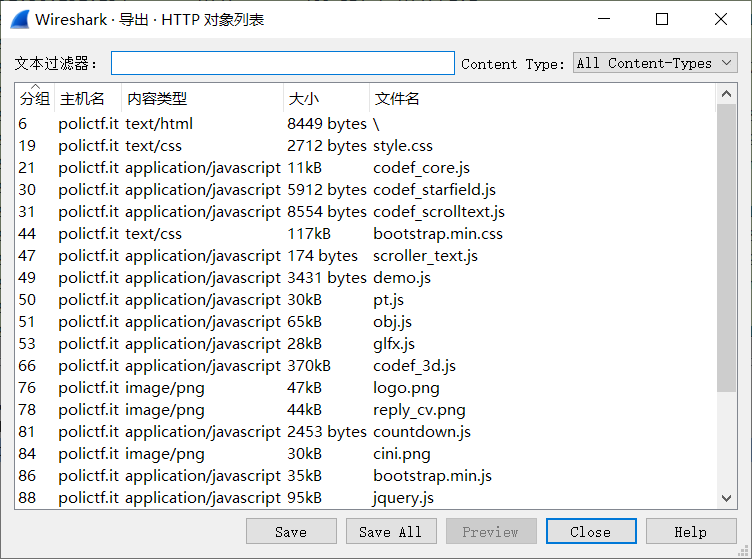 Wireshark · 导出 · HTTP 对象列表
文本过滤器： Content Type: All Content-Types
分组 主机名 内容类型 大小 文件名
6 polictf.it text/html 8449 bytes \
19 polictf.it text/css 2712 bytes style.css
21 polictf.it application/javascript 11kB codef_core.js
30 polictf.it application/javascript 5912 bytes codef_starfield.js
31 polictf.it application/javascript 8554 bytes codef_scrolltext.js
44 polictf.it text/css 117kB bootstrap.min.css
47 polictf.it application/javascript 174 bytes scroller_text.js
49 polictf.it application/javascript 3431 bytes demo.js
50 polictf.it application/javascript 30kB pt.js
51 polictf.it application/javascript 65kB obj.js
53 polictf.it application/javascript 28kB glfx.js
66 polictf.it application/javascript 370kB codef_3d.js
76 polictf.it image/png 47kB logo.png
78 polictf.it image/png 44kB reply_cv.png
81 polictf.it application/javascript 2453 bytes countdown.js
84 polictf.it image/png 30kB cini.png
86 polictf.it application/javascript 35kB bootstrap.min.js
88 polictf.it application/javascript 95kB jquery.js
Save Save All Preview Close Help